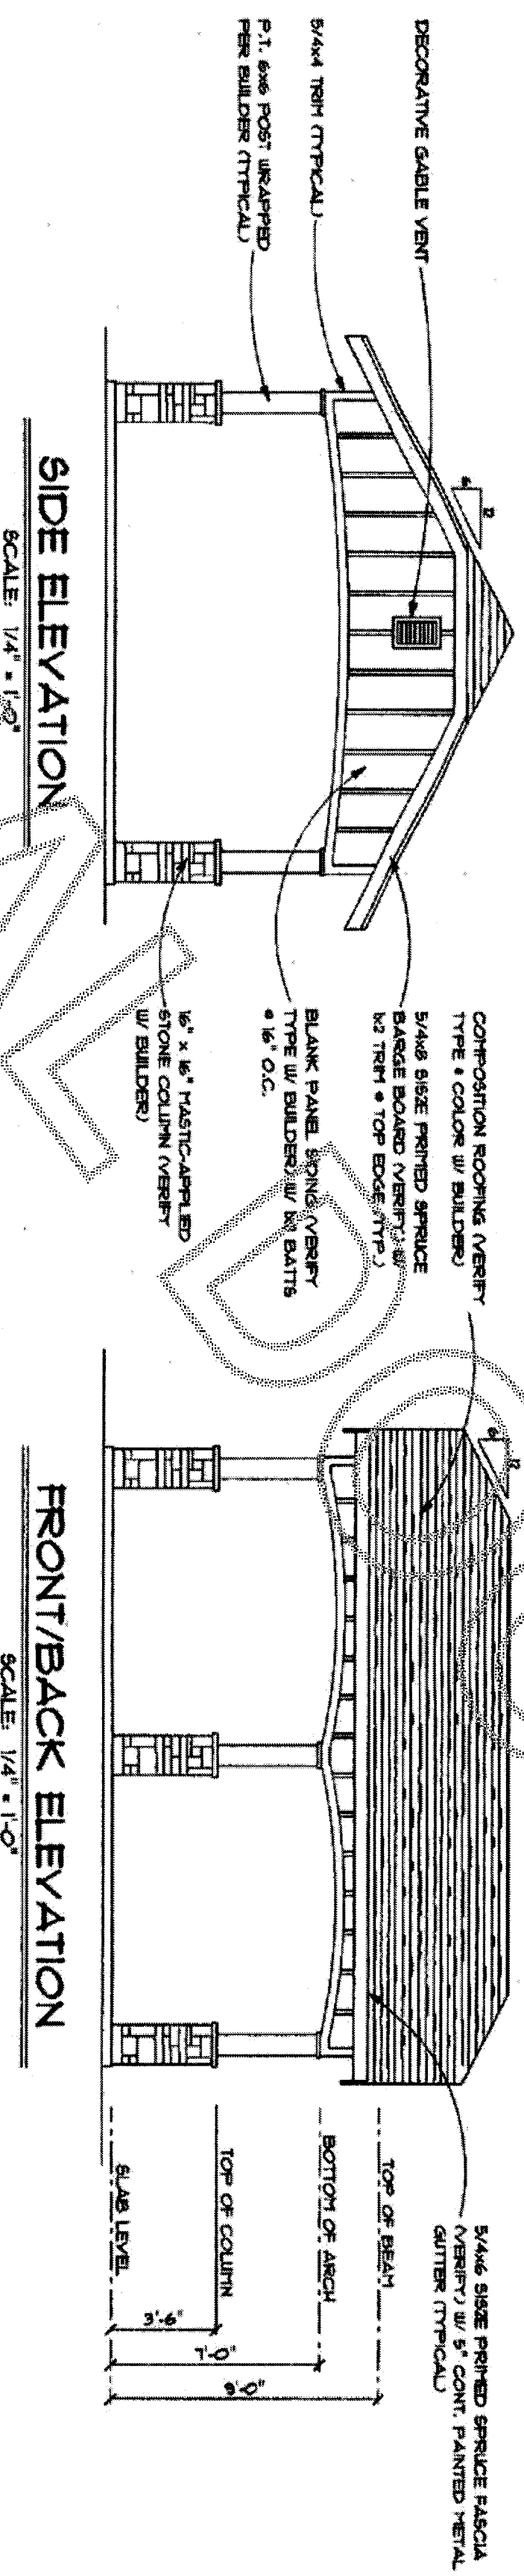 DECORATIVE GABLE VENT
5/4x4 TRIM (TYPICAL)
P.T. 6x6 POST WRAPPED
PER BUILDER (TYPICAL)
6
12
SIDE ELEVATION
SCALE: 1/4" = 1'-0"
COMPOSITION ROOFING (VERIFY
TYPE & COLOR W/ BUILDER)
5/4x8 S1S2E PRIMED SPRUCE
BARGE BOARD (VERIFY) W/
1x2 TRIM @ TOP EDGE (TYP.)
BLANK PANEL SIDING (VERIFY
TYPE W/ BUILDER) W/ BATTS
@ 16" O.C.
16" x 16" MASTIC-APPLIED
STONE COLUMN (VERIFY
W/ BUILDER)
6
12
FRONT/BACK ELEVATION
SCALE: 1/4" = 1'-0"
5/4x6 S1S2E PRIMED SPRUCE FASCIA
(VERIFY) W/ 5" CONT. PAINTED METAL
GUTTER (TYPICAL)
TOP OF BEAM
BOTTOM OF ARCH
TOP OF COLUMN
SLAB LEVEL
3'-6"
7'-0"
9'-0"